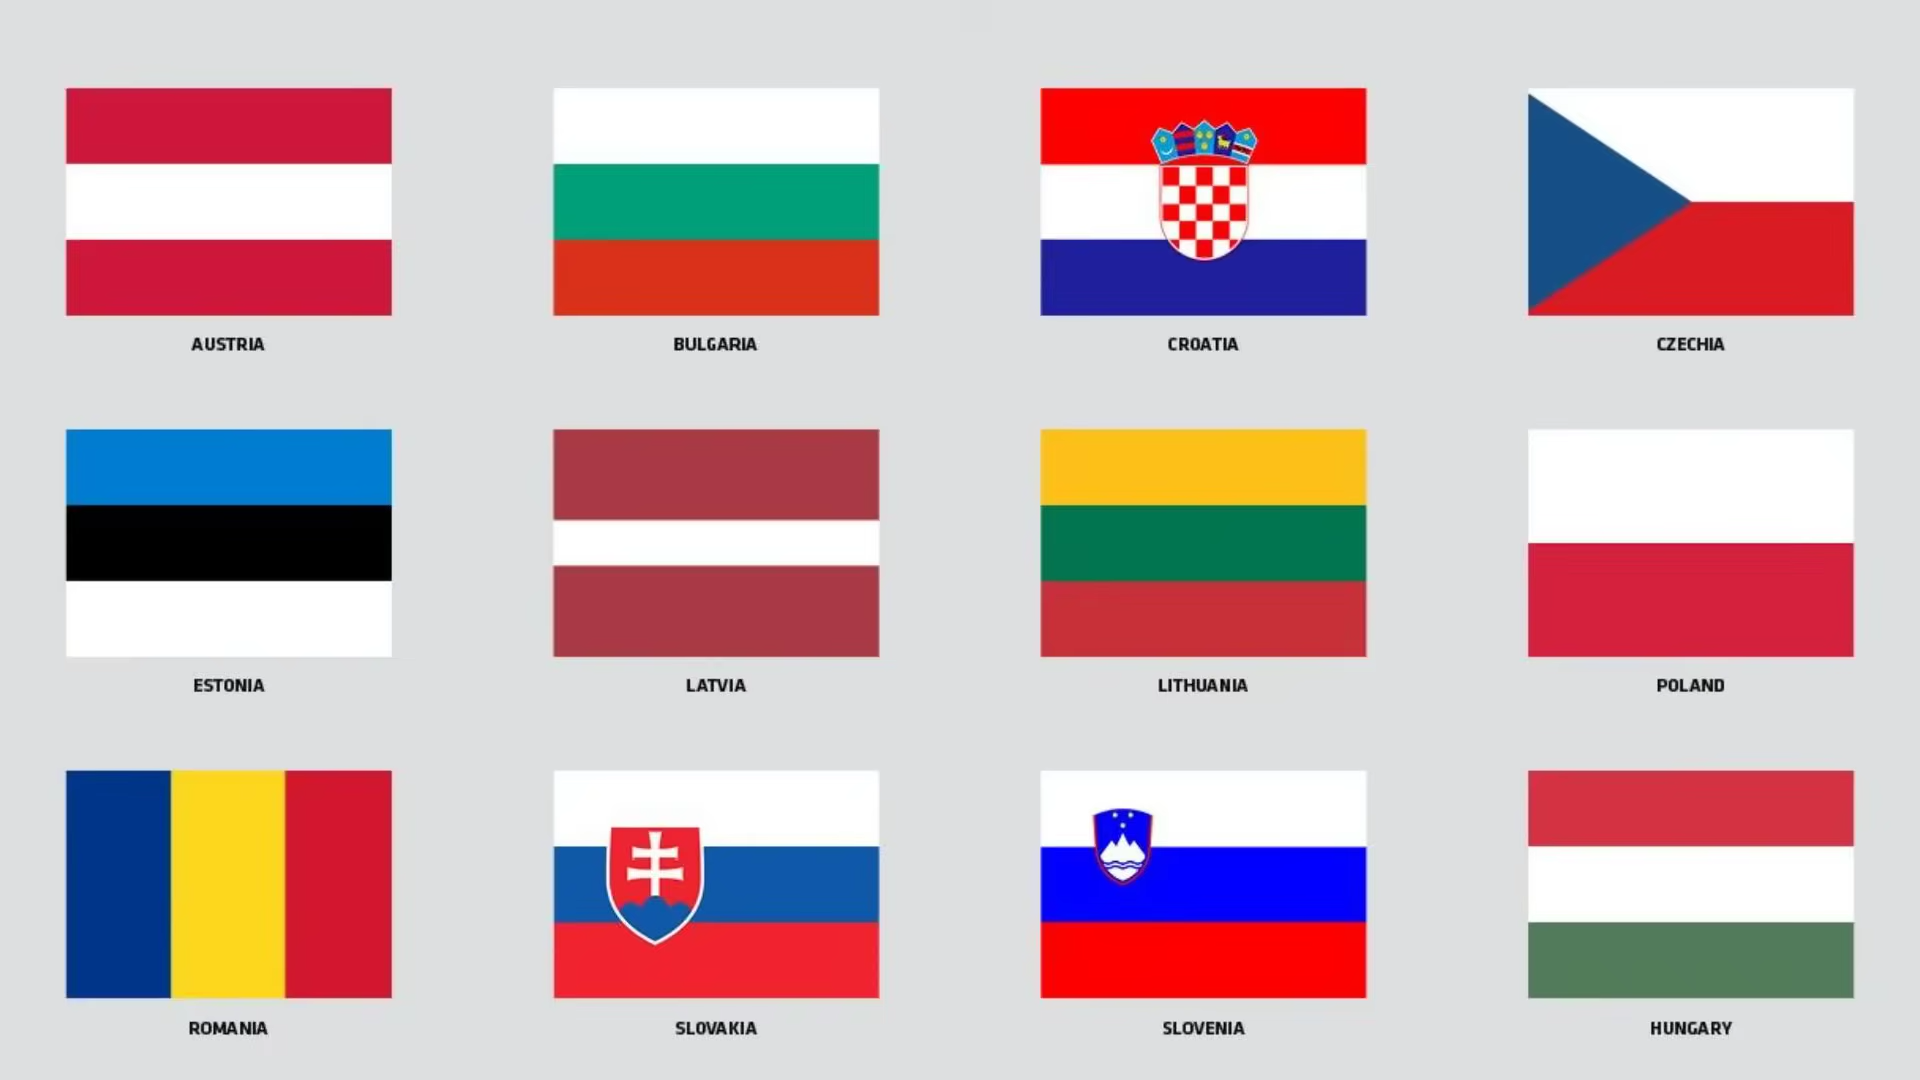 AUSTRIA
BULGARIA
CROATIA
CZECHIA
ESTONIA
LATVIA
LITHUANIA
POLAND
ROMANIA
SLOVAKIA
SLOVENIA
HUNGARY